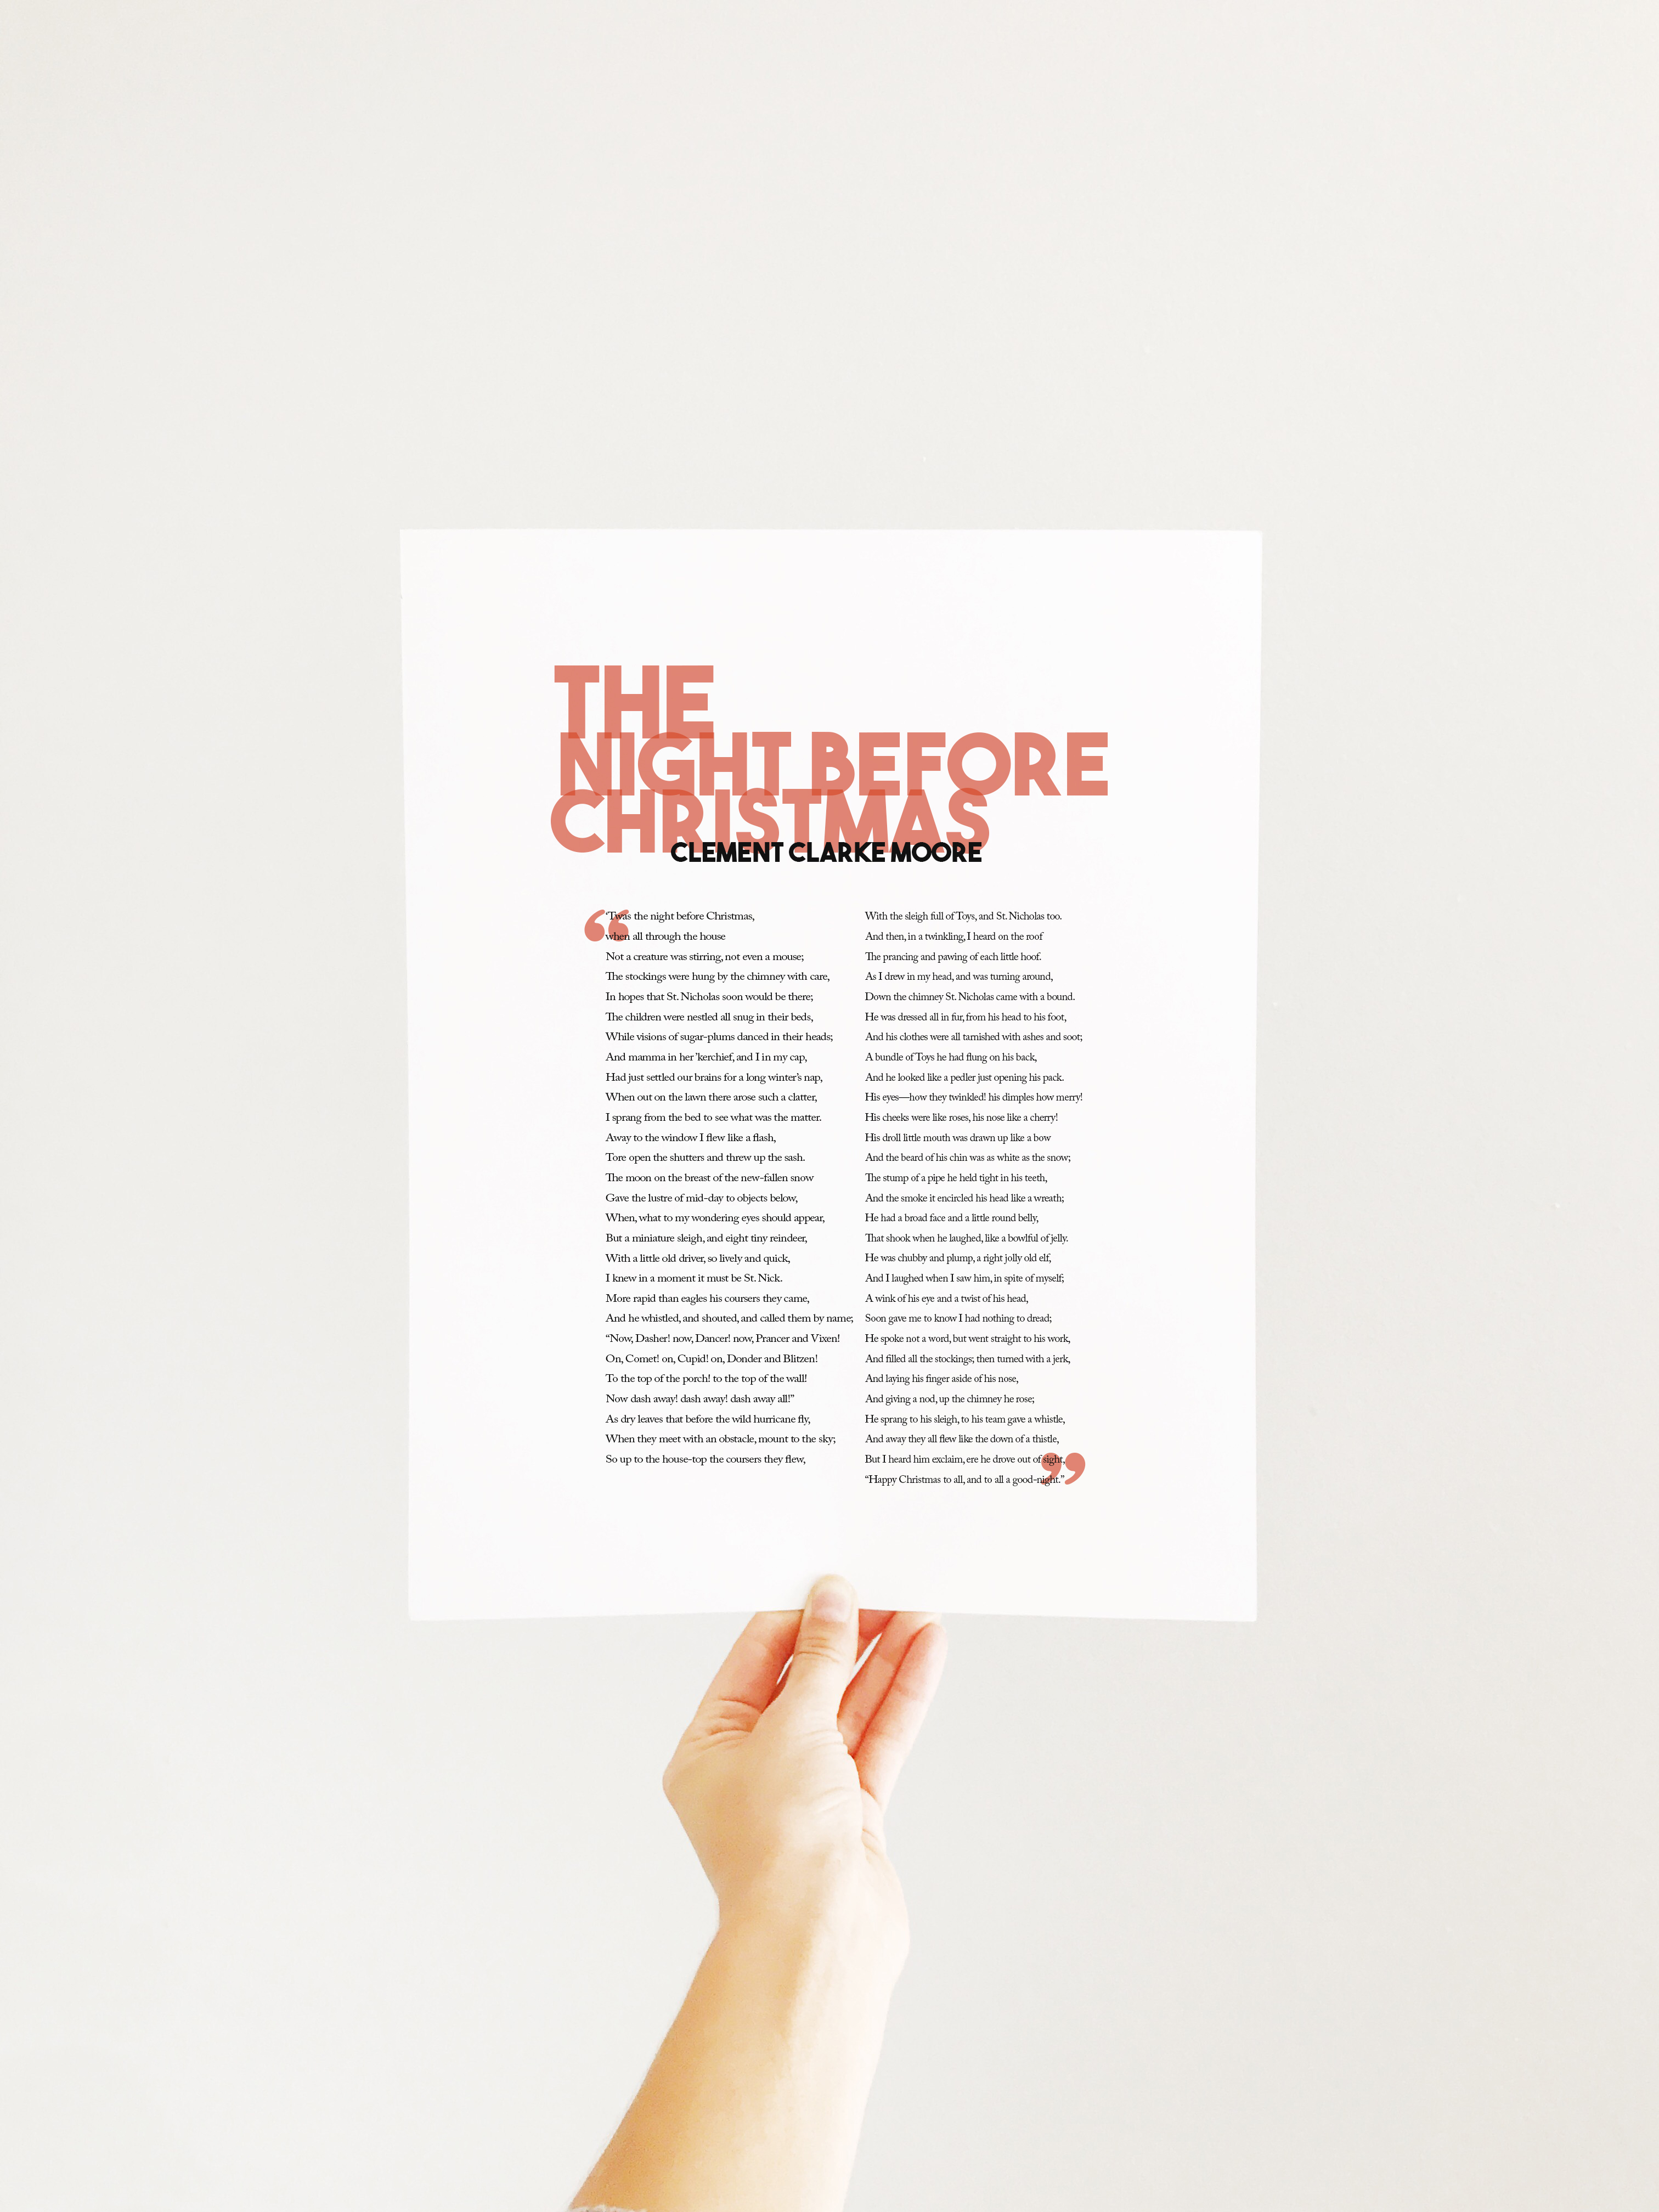 THE
NIGHT BEFORE
CHRISTMAS
CLEMENT CLARKE MOORE
“
‘Twas the night before Christmas,
when all through the house
Not a creature was stirring, not even a mouse;
The stockings were hung by the chimney with care,
In hopes that St. Nicholas soon would be there;
The children were nestled all snug in their beds,
While visions of sugar-plums danced in their heads;
And mamma in her ’kerchief, and I in my cap,
Had just settled our brains for a long winter’s nap,
When out on the lawn there arose such a clatter,
I sprang from the bed to see what was the matter.
Away to the window I flew like a flash,
Tore open the shutters and threw up the sash.
The moon on the breast of the new-fallen snow
Gave the lustre of mid-day to objects below,
When, what to my wondering eyes should appear,
But a miniature sleigh, and eight tiny reindeer,
With a little old driver, so lively and quick,
I knew in a moment it must be St. Nick.
More rapid than eagles his coursers they came,
And he whistled, and shouted, and called them by name;
“Now, Dasher! now, Dancer! now, Prancer and Vixen!
On, Comet! on, Cupid! on, Donder and Blitzen!
To the top of the porch! to the top of the wall!
Now dash away! dash away! dash away all!”
As dry leaves that before the wild hurricane fly,
When they meet with an obstacle, mount to the sky;
So up to the house-top the coursers they flew,
With the sleigh full of Toys, and St. Nicholas too.
And then, in a twinkling, I heard on the roof
The prancing and pawing of each little hoof.
As I drew in my head, and was turning around,
Down the chimney St. Nicholas came with a bound.
He was dressed all in fur, from his head to his foot,
And his clothes were all tarnished with ashes and soot;
A bundle of Toys he had flung on his back,
And he looked like a pedler just opening his pack.
His eyes—how they twinkled! his dimples how merry!
His cheeks were like roses, his nose like a cherry!
His droll little mouth was drawn up like a bow
And the beard of his chin was as white as the snow;
The stump of a pipe he held tight in his teeth,
And the smoke it encircled his head like a wreath;
He had a broad face and a little round belly,
That shook when he laughed, like a bowlful of jelly.
He was chubby and plump, a right jolly old elf,
And I laughed when I saw him, in spite of myself;
A wink of his eye and a twist of his head,
Soon gave me to know I had nothing to dread;
He spoke not a word, but went straight to his work,
And filled all the stockings; then turned with a jerk,
And laying his finger aside of his nose,
And giving a nod, up the chimney he rose;
He sprang to his sleigh, to his team gave a whistle,
And away they all flew like the down of a thistle,
But I heard him exclaim, ere he drove out of sight,
“Happy Christmas to all, and to all a good-night.”
”